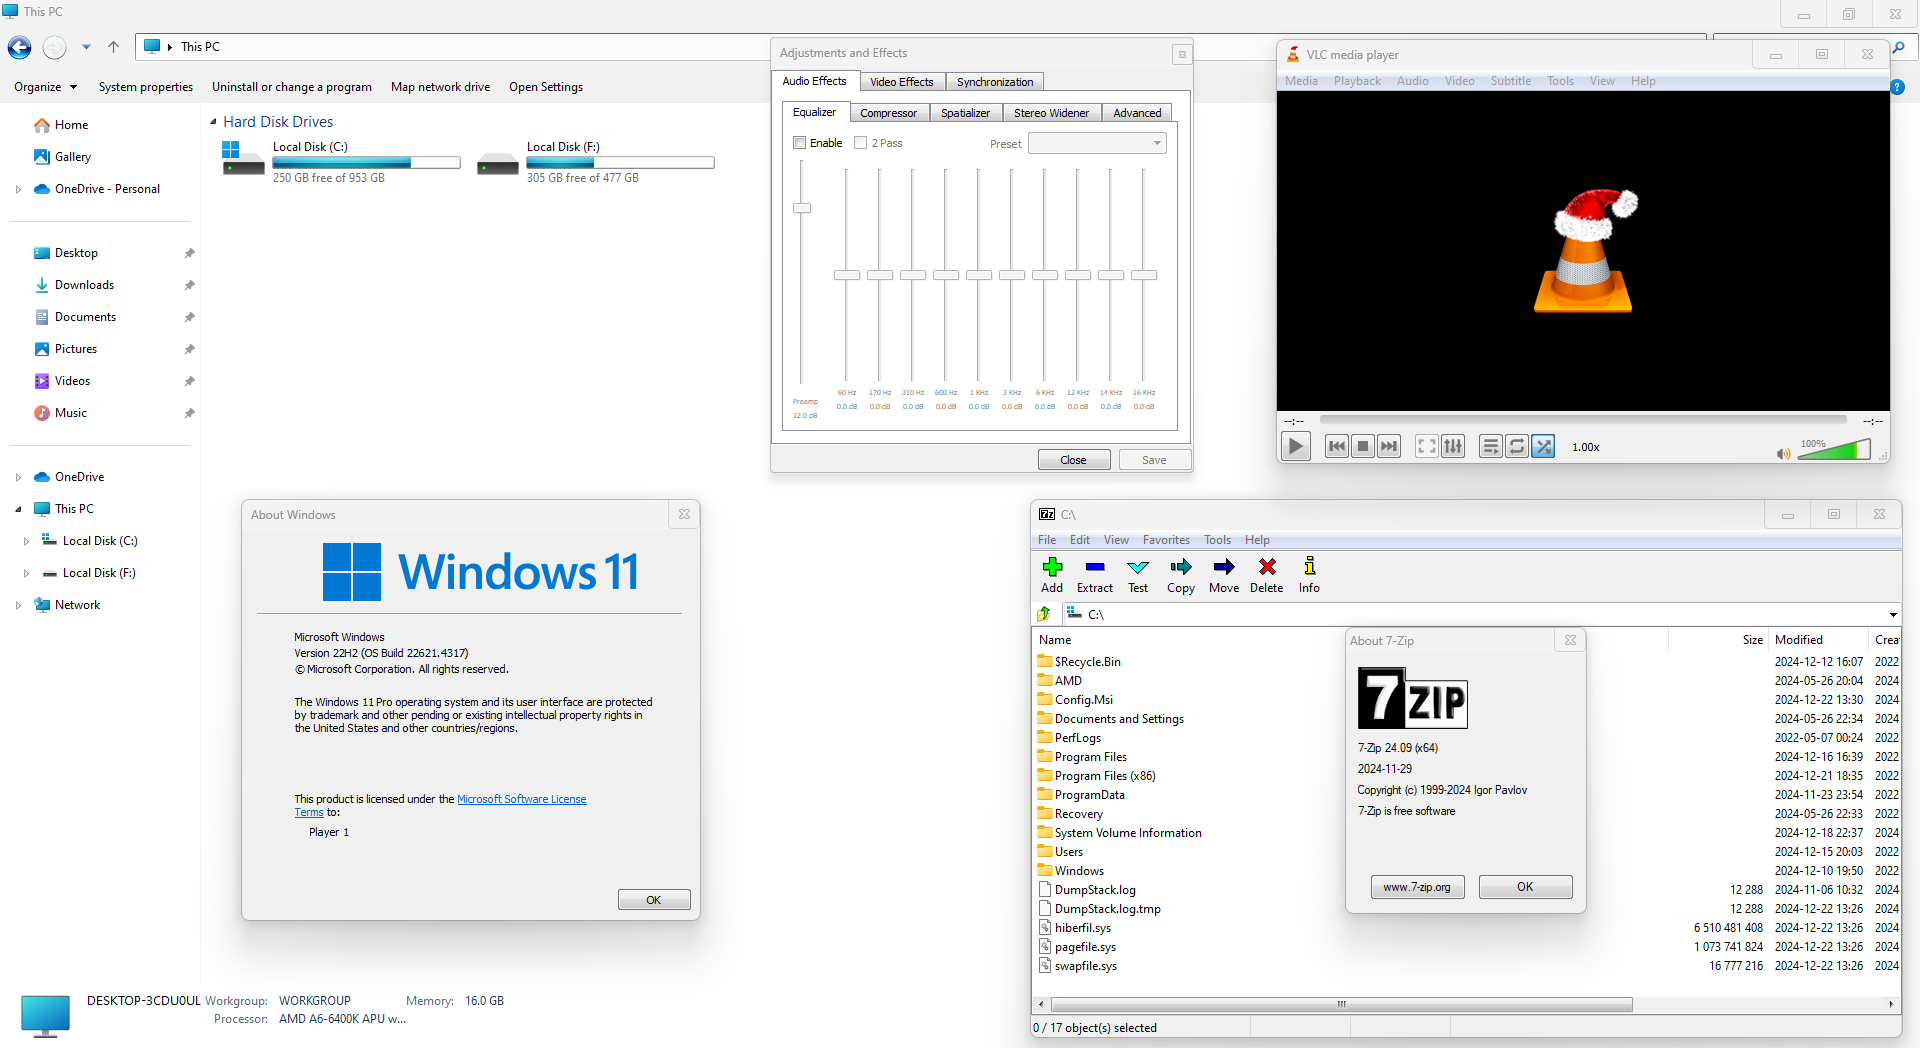 This PC
This PC
Organize
System properties
Uninstall or change a program
Map network drive
Open Settings
Home
Gallery
OneDrive - Personal
Desktop
Downloads
Documents
Pictures
Videos
Music
OneDrive
This PC
Local Disk (C:)
Local Disk (F:)
Network
Hard Disk Drives
Local Disk (C:)
250 GB free of 953 GB
Local Disk (F:)
305 GB free of 477 GB
Adjustments and Effects
Audio Effects Video Effects Synchronization
Equalizer Compressor Spatializer Stereo Widener Advanced
Enable 2 Pass Preset
60 Hz 170 Hz 310 Hz 600 Hz 1 KHz 3 KHz 6 KHz 12 KHz 14 KHz 16 KHz
Preamp
0.0 dB 0.0 dB 0.0 dB 0.0 dB 0.0 dB 0.0 dB 0.0 dB 0.0 dB 0.0 dB 0.0 dB
12.0 dB
Close Save
VLC media player
Media Playback Audio Video Subtitle Tools View Help
--:-- --:--
1.00x
100%
About Windows
Windows 11
Microsoft Windows
Version 22H2 (OS Build 22621.4317)
© Microsoft Corporation. All rights reserved.
The Windows 11 Pro operating system and its user interface are protected
by trademark and other pending or existing intellectual property rights in
the United States and other countries/regions.
This product is licensed under the Microsoft Software License
Terms to:
Player 1
OK
7z C:\
File Edit View Favorites Tools Help
Add Extract Test Copy Move Delete Info
C:\
Name Size Modified Crea
$Recycle.Bin 2024-12-12 16:07 2022
AMD 2024-05-26 20:04 2024
Config.Msi 2024-12-22 13:30 2024
Documents and Settings 2024-05-26 22:34 2024
PerfLogs 2022-05-07 00:24 2022
Program Files 2024-12-16 16:39 2022
Program Files (x86) 2024-12-21 18:35 2022
ProgramData 2024-11-23 23:54 2022
Recovery 2024-05-26 22:33 2024
System Volume Information 2024-12-18 22:37 2024
Users 2024-12-15 20:03 2022
Windows 2024-12-10 19:50 2022
DumpStack.log 12 288 2024-11-06 10:32 2024
DumpStack.log.tmp 12 288 2024-12-22 13:26 2024
hiberfil.sys 6 510 481 408 2024-12-22 13:26 2024
pagefile.sys 1 073 741 824 2024-12-22 13:26 2024
swapfile.sys 16 777 216 2024-12-22 13:26 2024
0 / 17 object(s) selected
About 7-Zip
7 ZIP
7-Zip 24.09 (x64)
2024-11-29
Copyright (c) 1999-2024 Igor Pavlov
7-Zip is free software
www.7-zip.org OK
DESKTOP-3CDU0UL Workgroup: WORKGROUP Memory: 16.0 GB
Processor: AMD A6-6400K APU w...